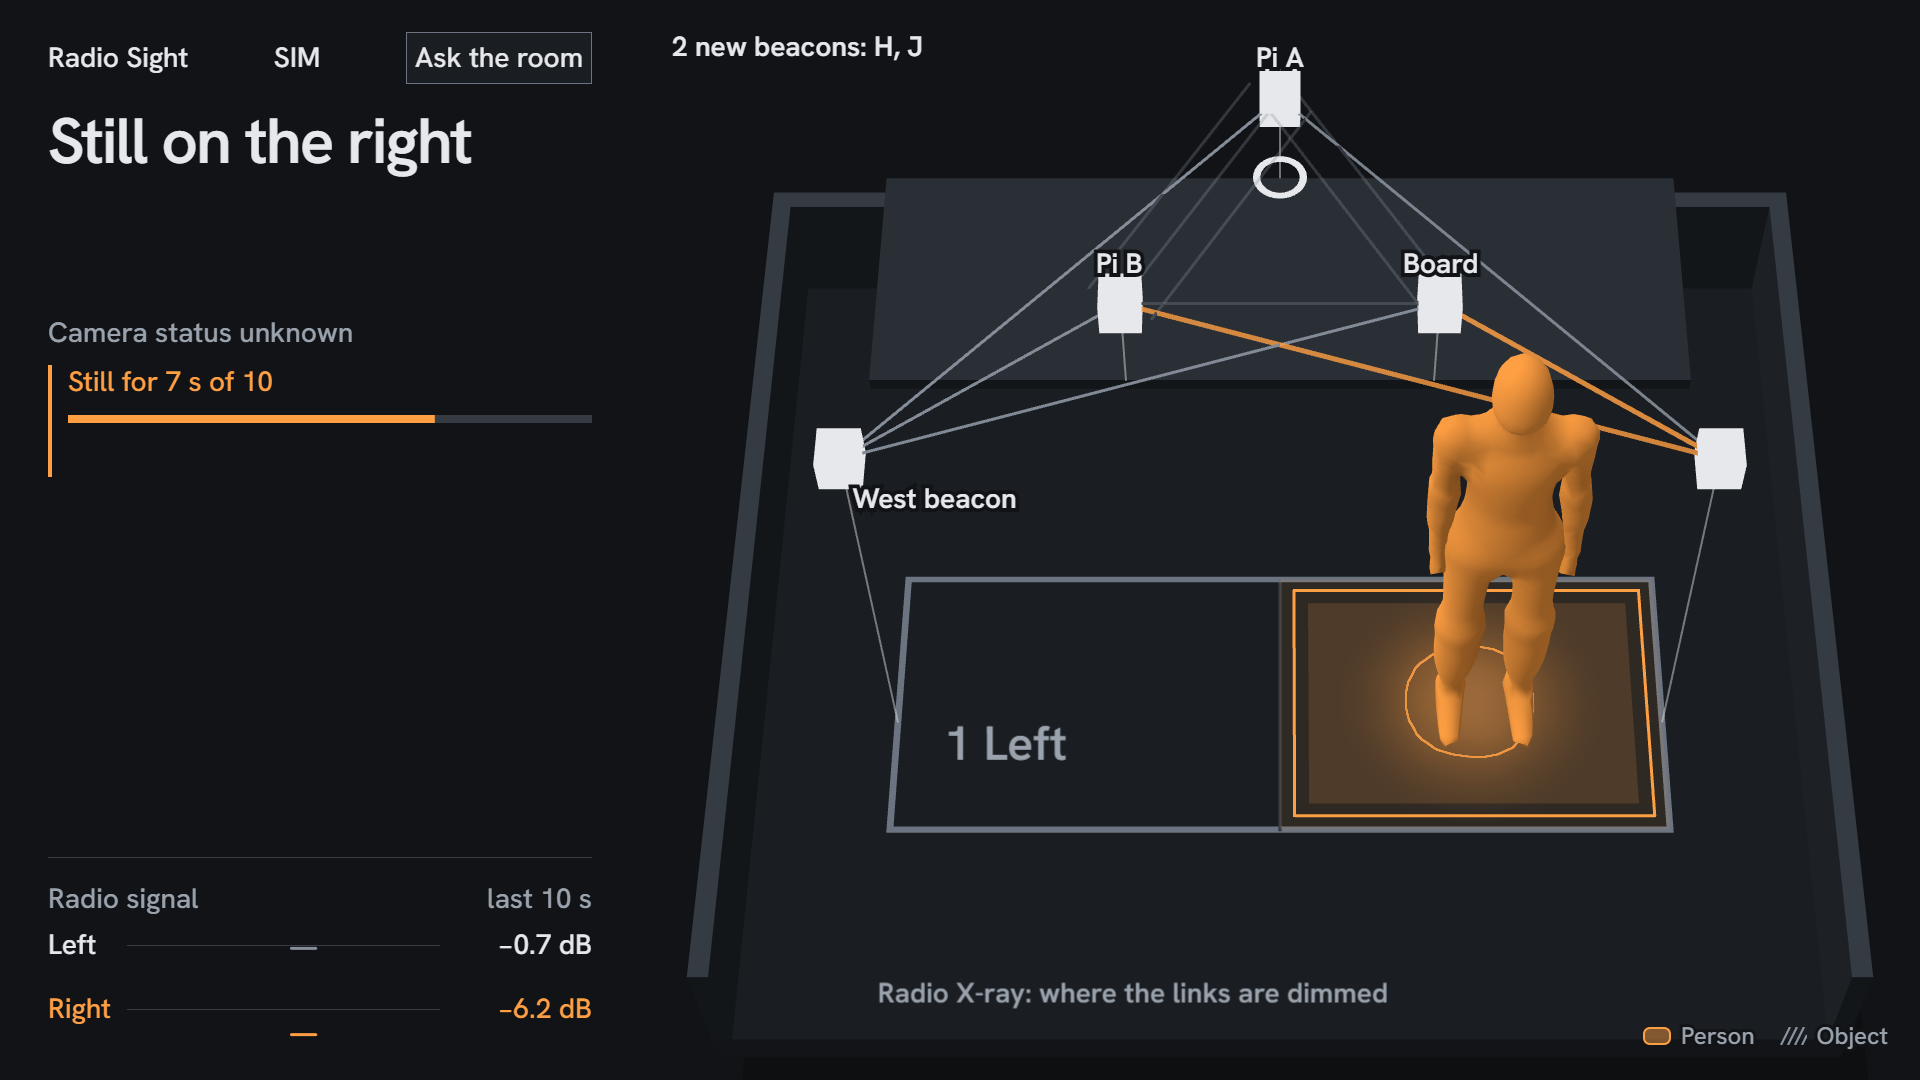 Radio Sight
SIM
Ask the room
Still on the right
Camera status unknown
Still for 7 s of 10
Radio signal
last 10 s
Left
−0.7 dB
Right
−6.2 dB
2 new beacons: H, J
Pi A
Pi B
Board
West beacon
1 Left
Radio X-ray: where the links are dimmed
Person
Object